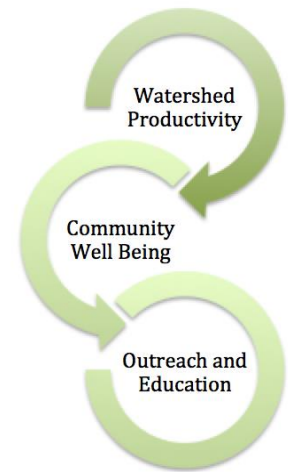 Watershed
Productivity
Community
Well Being
Outreach and
Education